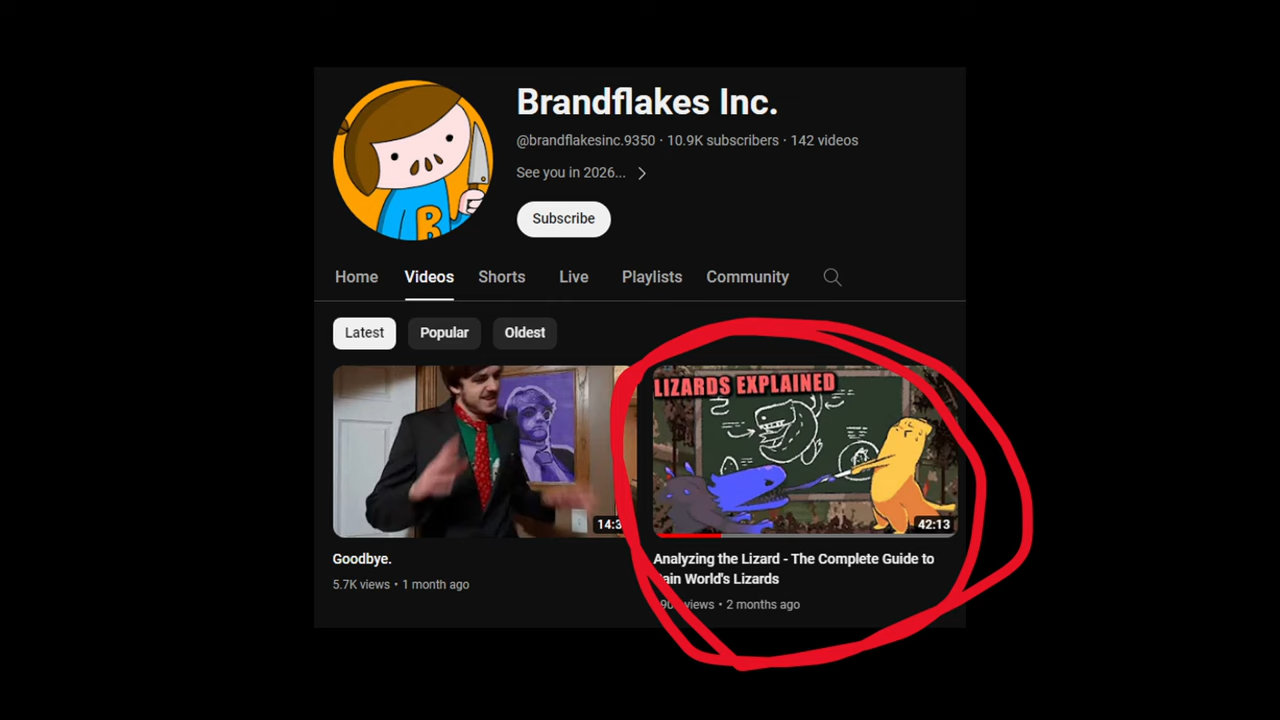 Brandflakes Inc.
@brandflakesinc.9350 · 10.9K subscribers · 142 videos
See you in 2026...
Subscribe
Home Videos Shorts Live Playlists Community
Latest Popular Oldest
LIZARDS EXPLAINED
B
42:13
Goodbye.
Analyzing the Lizard - The Complete Guide to
World's Lizards
5.7K views • 1 month ago
views • 2 months ago